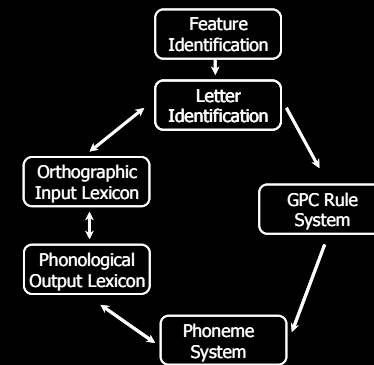 Feature
Identification
Letter
Identification
Orthographic
Input Lexicon
GPC Rule
System
Phonological
Output Lexicon
Phoneme
System